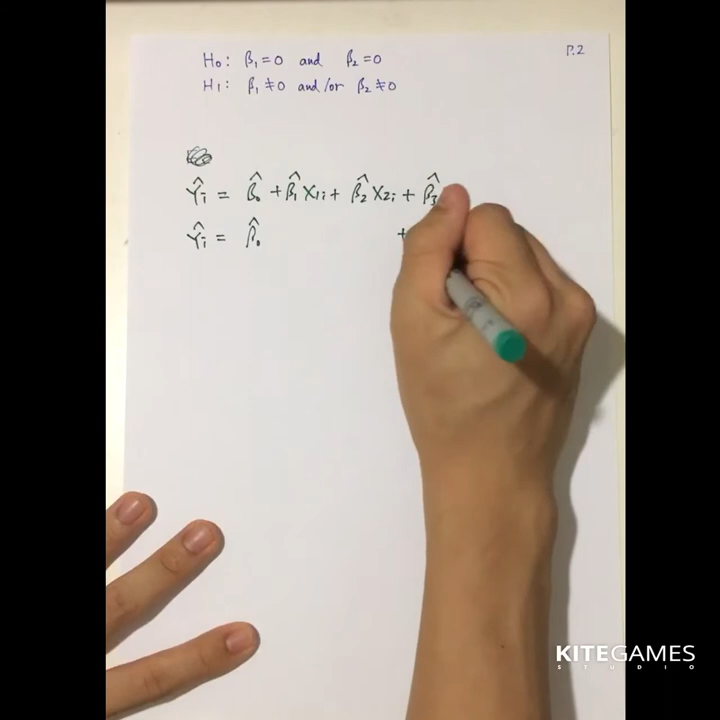 P.2
H₀: β₁=0 and β₂=0
H₁: β₁≠0 and/or β₂≠0
Ŷᵢ = β̂₀ + β̂₁X₁ᵢ + β̂₂X₂ᵢ + β̂₃
Ŷᵢ = β̂₀ +
KITEGAMES
STUDIO